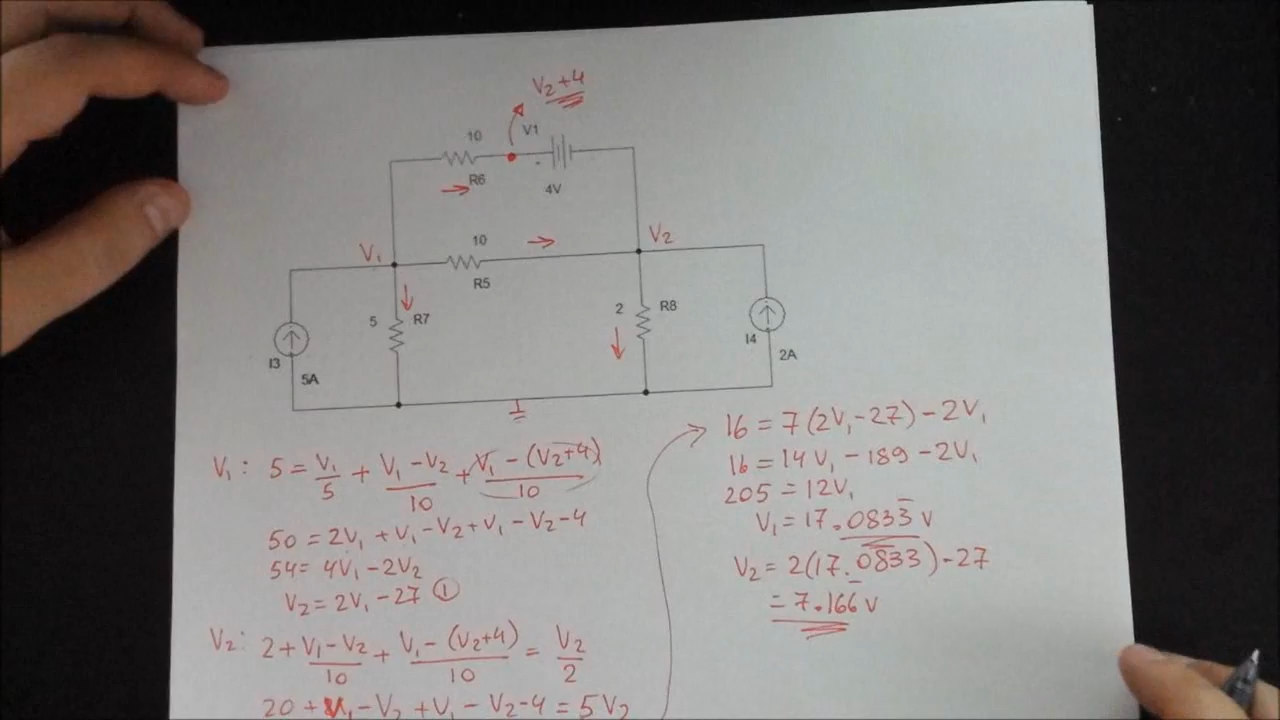 V₂+4
10
V1
R6
4V
V₁
10
V₂
R5
5
R7
2
R8
I3
5A
I4
2A
V₁: 5 = V₁/5 + (V₁-V₂)/10 + (V₁-(V₂+4))/10
50 = 2V₁ + V₁ - V₂ + V₁ - V₂ - 4
54 = 4V₁ - 2V₂
V₂ = 2V₁ - 27 ①
V₂: 2 + (V₁-V₂)/10 + (V₁-(V₂+4))/10 = V₂/2
20 + V₁ - V₂ + V₁ - V₂ - 4 = 5V₂
16 = 7(2V₁-27) - 2V₁
16 = 14V₁ - 189 - 2V₁
205 = 12V₁
V₁ = 17.0833̅ V
V₂ = 2(17.0833̅) - 27
= 7.166̅ V